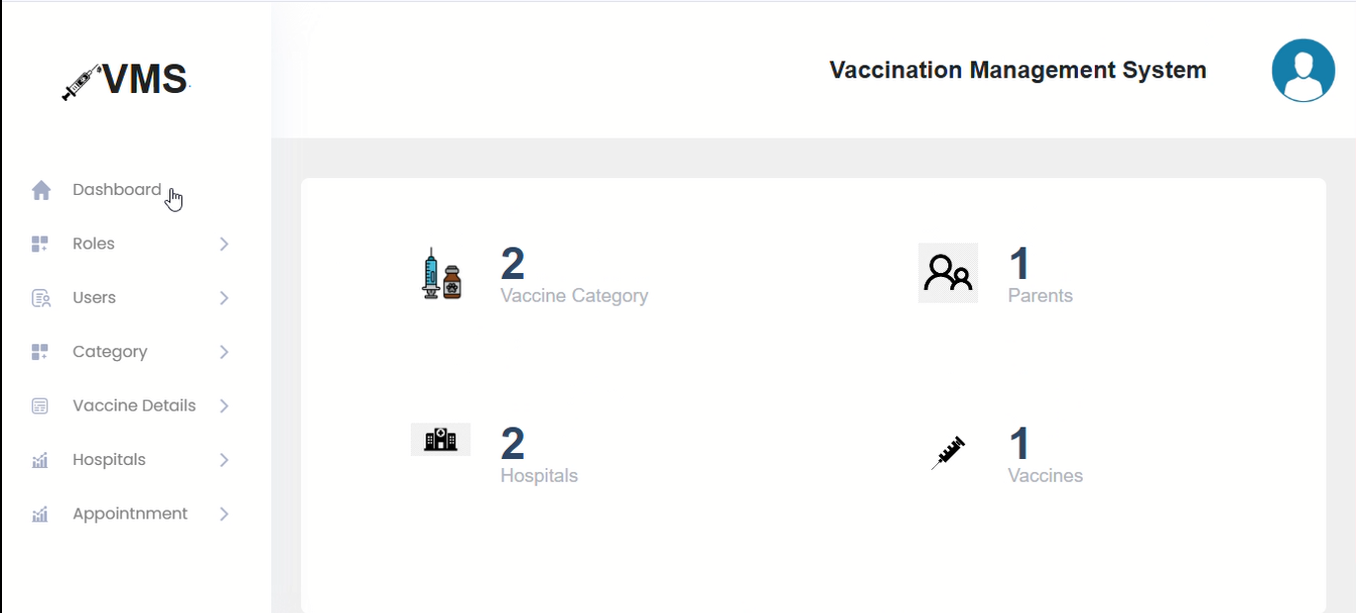 VMS
Vaccination Management System
Dashboard
Roles
Users
Category
Vaccine Details
Hospitals
Appointnment
2
Vaccine Category
1
Parents
2
Hospitals
1
Vaccines